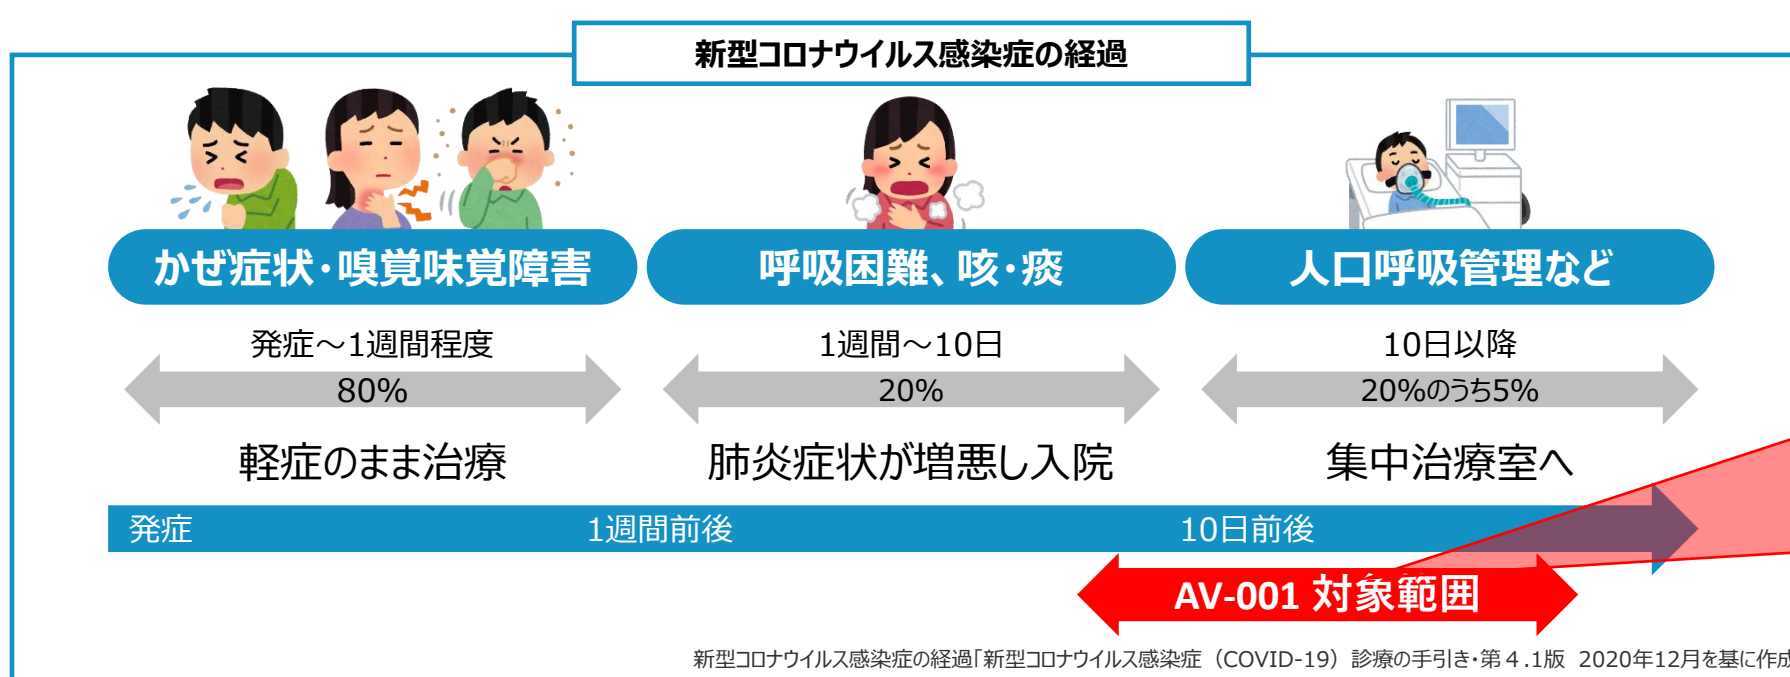 新型コロナウイルス感染症の経過
かぜ症状・嗅覚味覚障害
発症～1週間程度
80%
軽症のまま治療
呼吸困難、咳・痰
1週間～10日
20%
肺炎症状が増悪し入院
人口呼吸管理など
10日以降
20%のうち5%
集中治療室へ
発症 1週間前後 10日前後
AV-001 対象範囲
新型コロナウイルス感染症の経過「新型コロナウイルス感染症（COVID-19）診療の手引き・第４.1版 2020年12月を基に作成